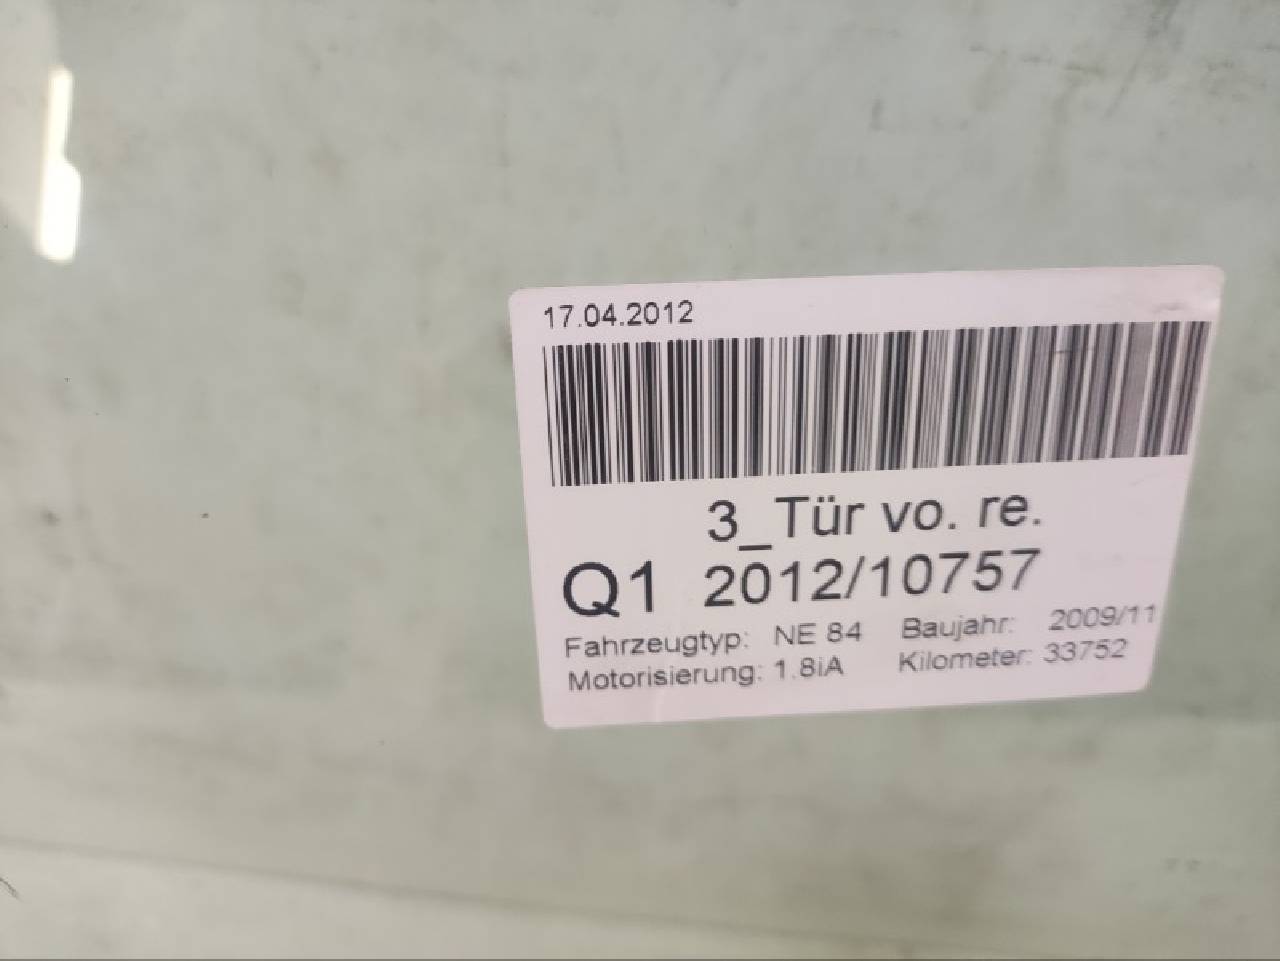 17.04.2012
3_Tür vo. re.
Q1 2012/10757
Fahrzeugtyp: NE 84 Baujahr: 2009/11
Motorisierung: 1.8iA Kilometer: 33752